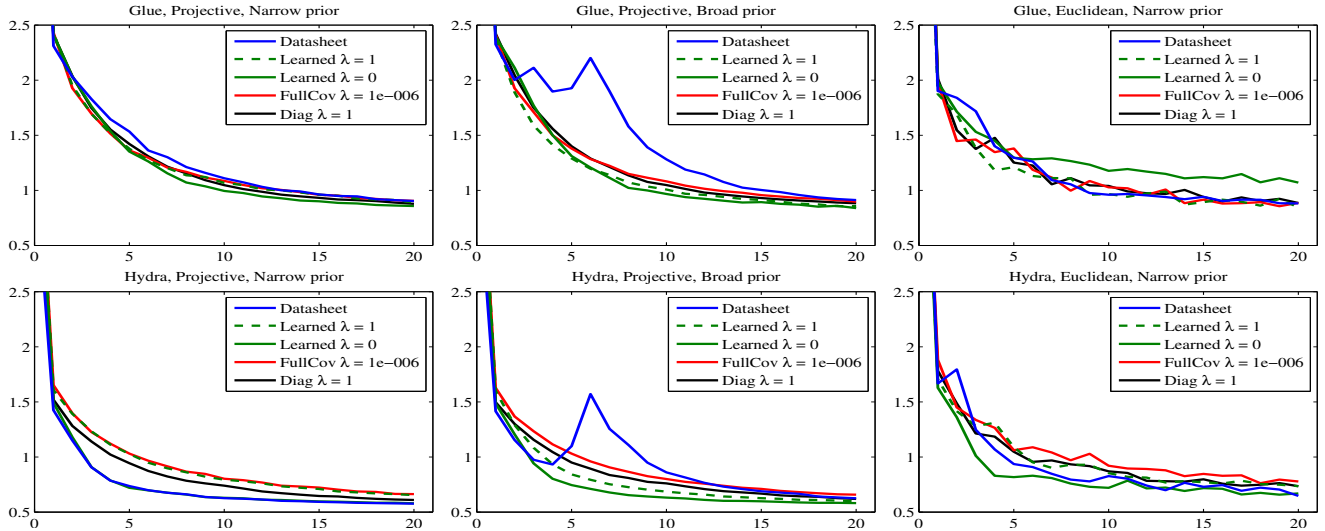 Glue, Projective, Narrow prior
2.5
2
1.5
1
0.5
0 5 10 15 20
Datasheet
Learned λ = 1
Learned λ = 0
FullCov λ = 1e−006
Diag λ = 1
Glue, Projective, Broad prior
2.5
2
1.5
1
0.5
0 5 10 15 20
Datasheet
Learned λ = 1
Learned λ = 0
FullCov λ = 1e−006
Diag λ = 1
Glue, Euclidean, Narrow prior
2.5
2
1.5
1
0.5
0 5 10 15 20
Datasheet
Learned λ = 1
Learned λ = 0
FullCov λ = 1e−006
Diag λ = 1
Hydra, Projective, Narrow prior
2.5
2
1.5
1
0.5
0 5 10 15 20
Datasheet
Learned λ = 1
Learned λ = 0
FullCov λ = 1e−006
Diag λ = 1
Hydra, Projective, Broad prior
2.5
2
1.5
1
0.5
0 5 10 15 20
Datasheet
Learned λ = 1
Learned λ = 0
FullCov λ = 1e−006
Diag λ = 1
Hydra, Euclidean, Narrow prior
2.5
2
1.5
1
0.5
0 5 10 15 20
Datasheet
Learned λ = 1
Learned λ = 0
FullCov λ = 1e−006
Diag λ = 1